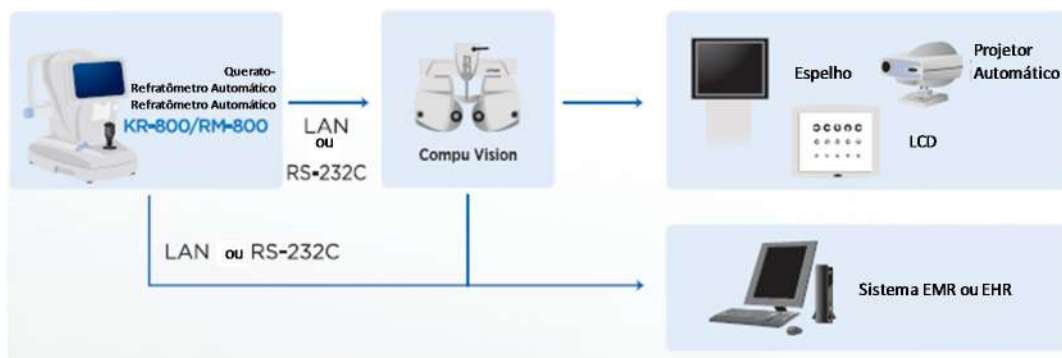 Querato-
Refratômetro Automático
Refratômetro Automático
KR-800/RM-800
LAN
ou
RS-232C
Compu Vision
Espelho
Projetor
Automático
LCD
LAN ou RS-232C
Sistema EMR ou EHR